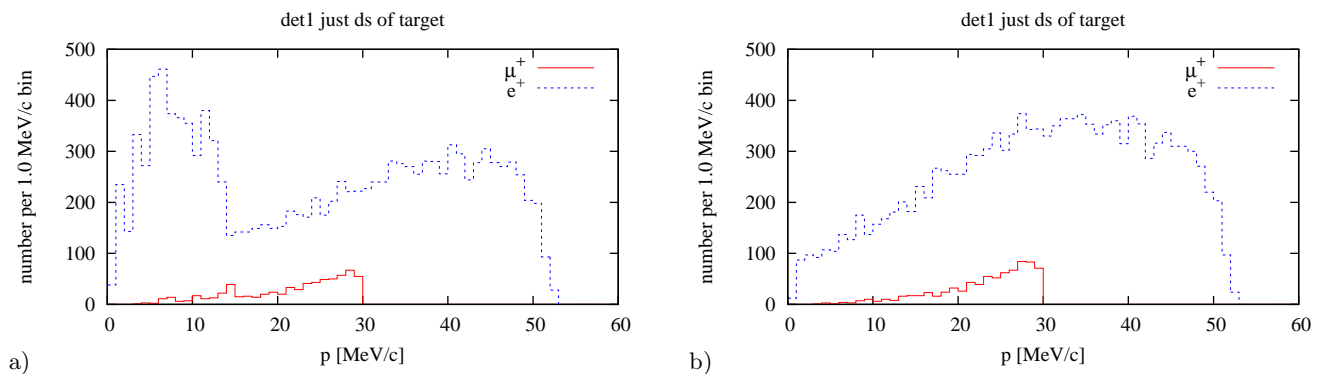 det1 just ds of target
number per 1.0 MeV/c bin
500
400
300
200
100
0
μ+
e+
0 10 20 30 40 50 60
p [MeV/c]
a)
det1 just ds of target
number per 1.0 MeV/c bin
500
400
300
200
100
0
μ+
e+
0 10 20 30 40 50 60
p [MeV/c]
b)